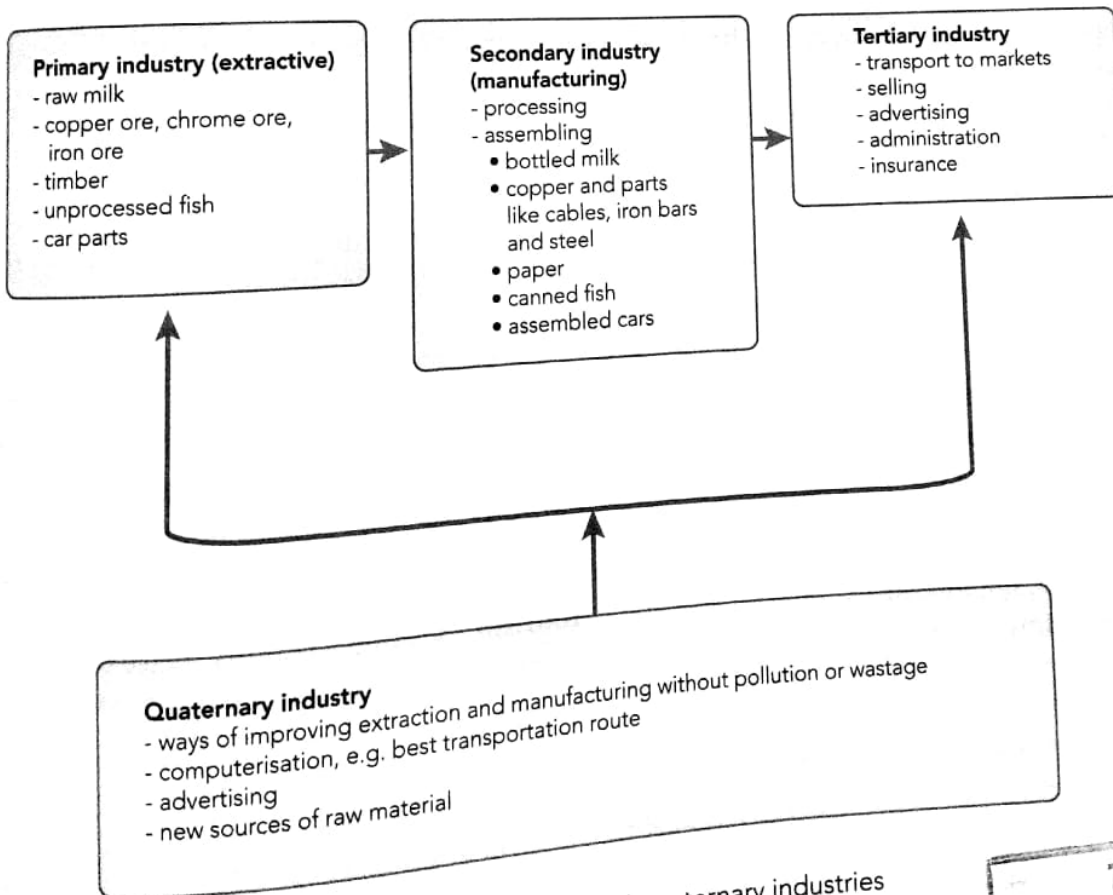 Primary industry (extractive)
- raw milk
- copper ore, chrome ore,
iron ore
- timber
- unprocessed fish
- car parts
Secondary industry
(manufacturing)
- processing
- assembling
• bottled milk
• copper and parts
like cables, iron bars
and steel
• paper
• canned fish
• assembled cars
Tertiary industry
- transport to markets
- selling
- advertising
- administration
- insurance
Quaternary industry
- ways of improving extraction and manufacturing without pollution or wastage
- computerisation, e.g. best transportation route
- advertising
- new sources of raw material
industries